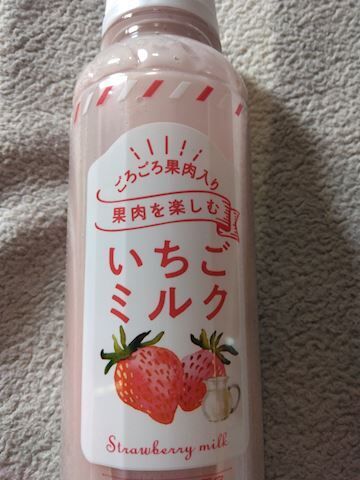 ごろごろ果肉入り
果肉を楽しむ
いちご
ミルク
Strawberry milk